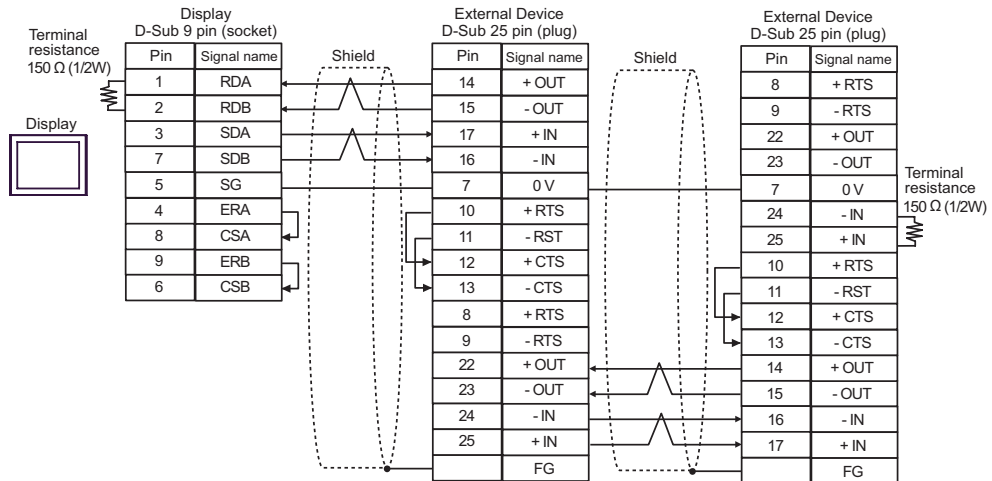 Display
D-Sub 9 pin (socket)
Terminal
resistance
150 Ω (1/2W)
Display
Pin Signal name
1 RDA
2 RDB
3 SDA
7 SDB
5 SG
4 ERA
8 CSA
9 ERB
6 CSB
Shield
External Device
D-Sub 25 pin (plug)
Pin Signal name
14 + OUT
15 - OUT
17 + IN
16 - IN
7 0 V
10 + RTS
11 - RST
12 + CTS
13 - CTS
8 + RTS
9 - RTS
22 + OUT
23 - OUT
24 - IN
25 + IN
FG
Shield
External Device
D-Sub 25 pin (plug)
Pin Signal name
8 + RTS
9 - RTS
22 + OUT
23 - OUT
7 0 V
24 - IN
25 + IN
10 + RTS
11 - RST
12 + CTS
13 - CTS
14 + OUT
15 - OUT
16 - IN
17 + IN
FG
Terminal
resistance
150 Ω (1/2W)